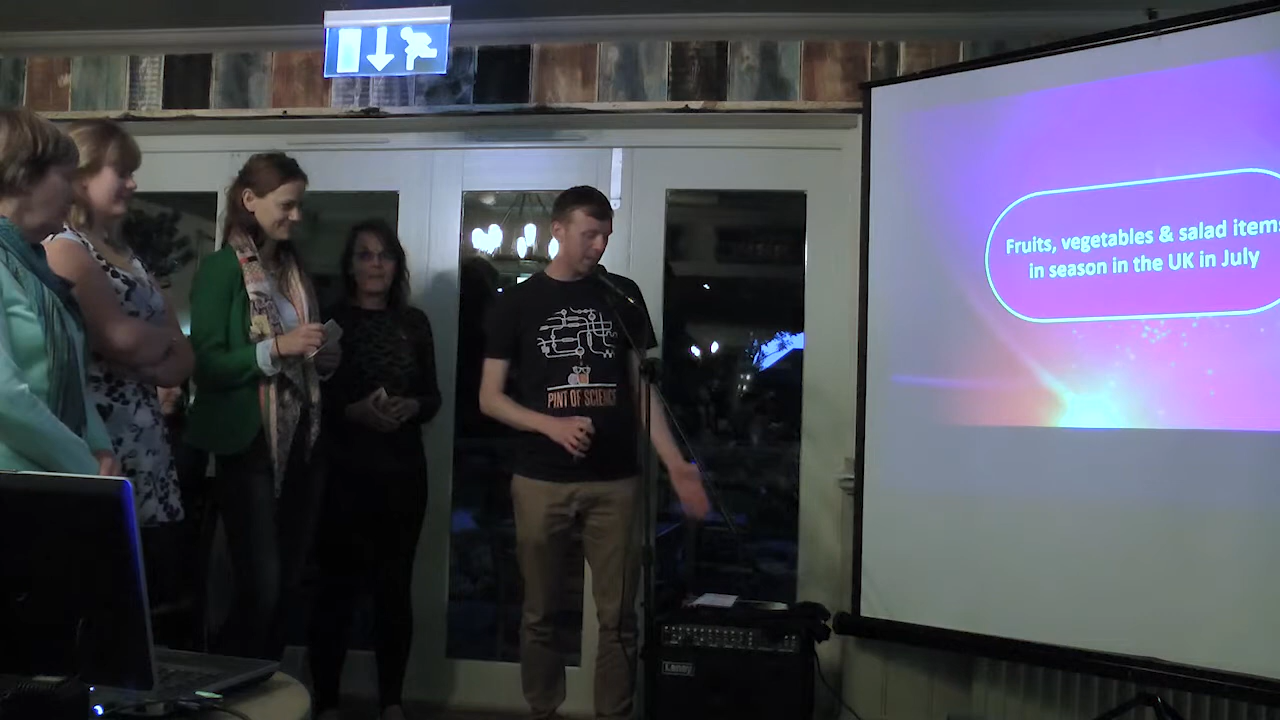 Fruits, vegetables & salad items
in season in the UK in July
PINT OF SCIENCE
Laney